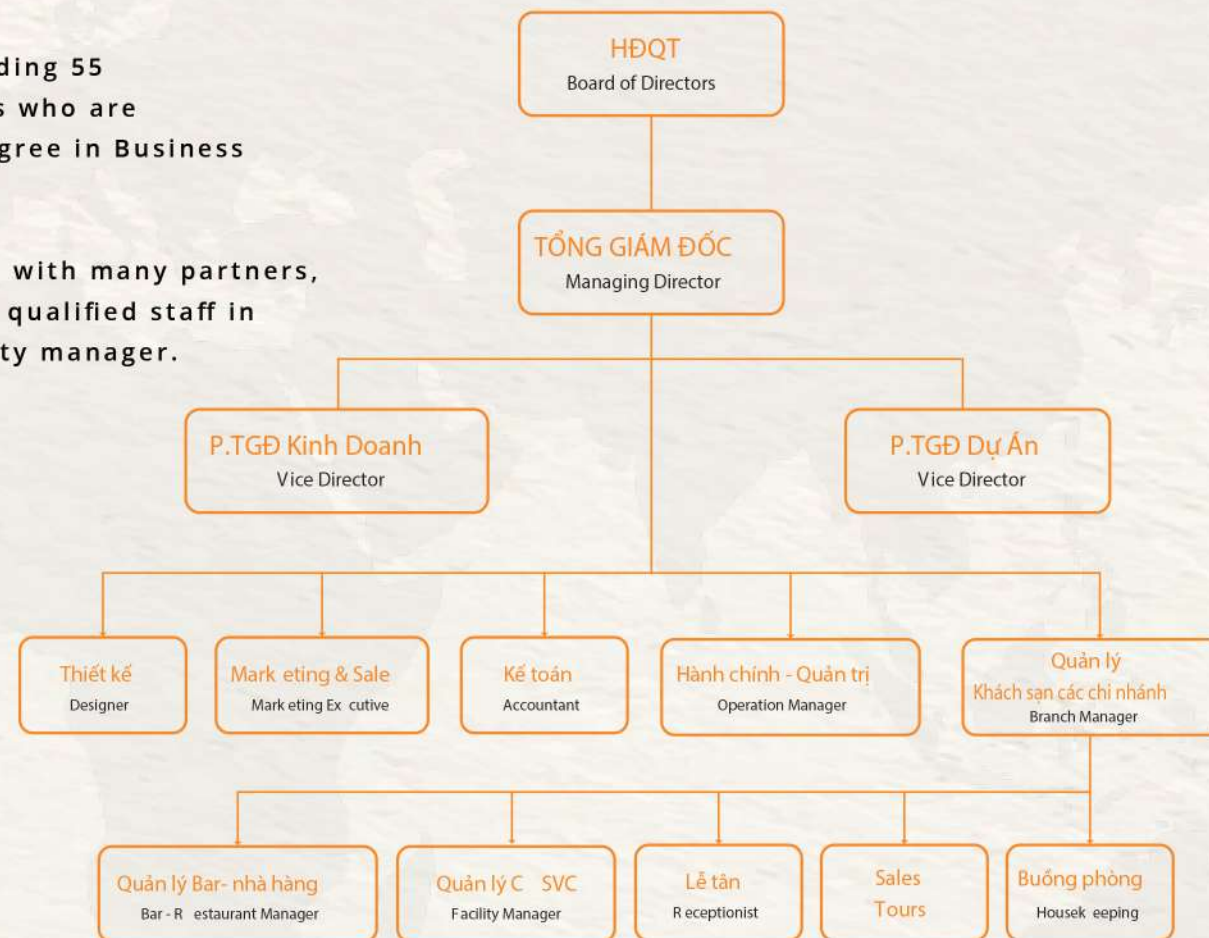 ding 55
s who are
gree in Business
with many partners,
qualified staff in
ty manager.
HĐQT
Board of Directors
TỔNG GIÁM ĐỐC
Managing Director
P.TGĐ Kinh Doanh
Vice Director
P.TGĐ Dự Án
Vice Director
Thiết kế
Designer
Mark eting & Sale
Mark eting Ex cutive
Kế toán
Accountant
Hành chính - Quản trị
Operation Manager
Quản lý
Khách sạn các chi nhánh
Branch Manager
Quản lý Bar- nhà hàng
Bar - R estaurant Manager
Quản lý C SVC
Facility Manager
Lễ tân
R eceptionist
Sales
Tours
Buồng phòng
Housek eeping